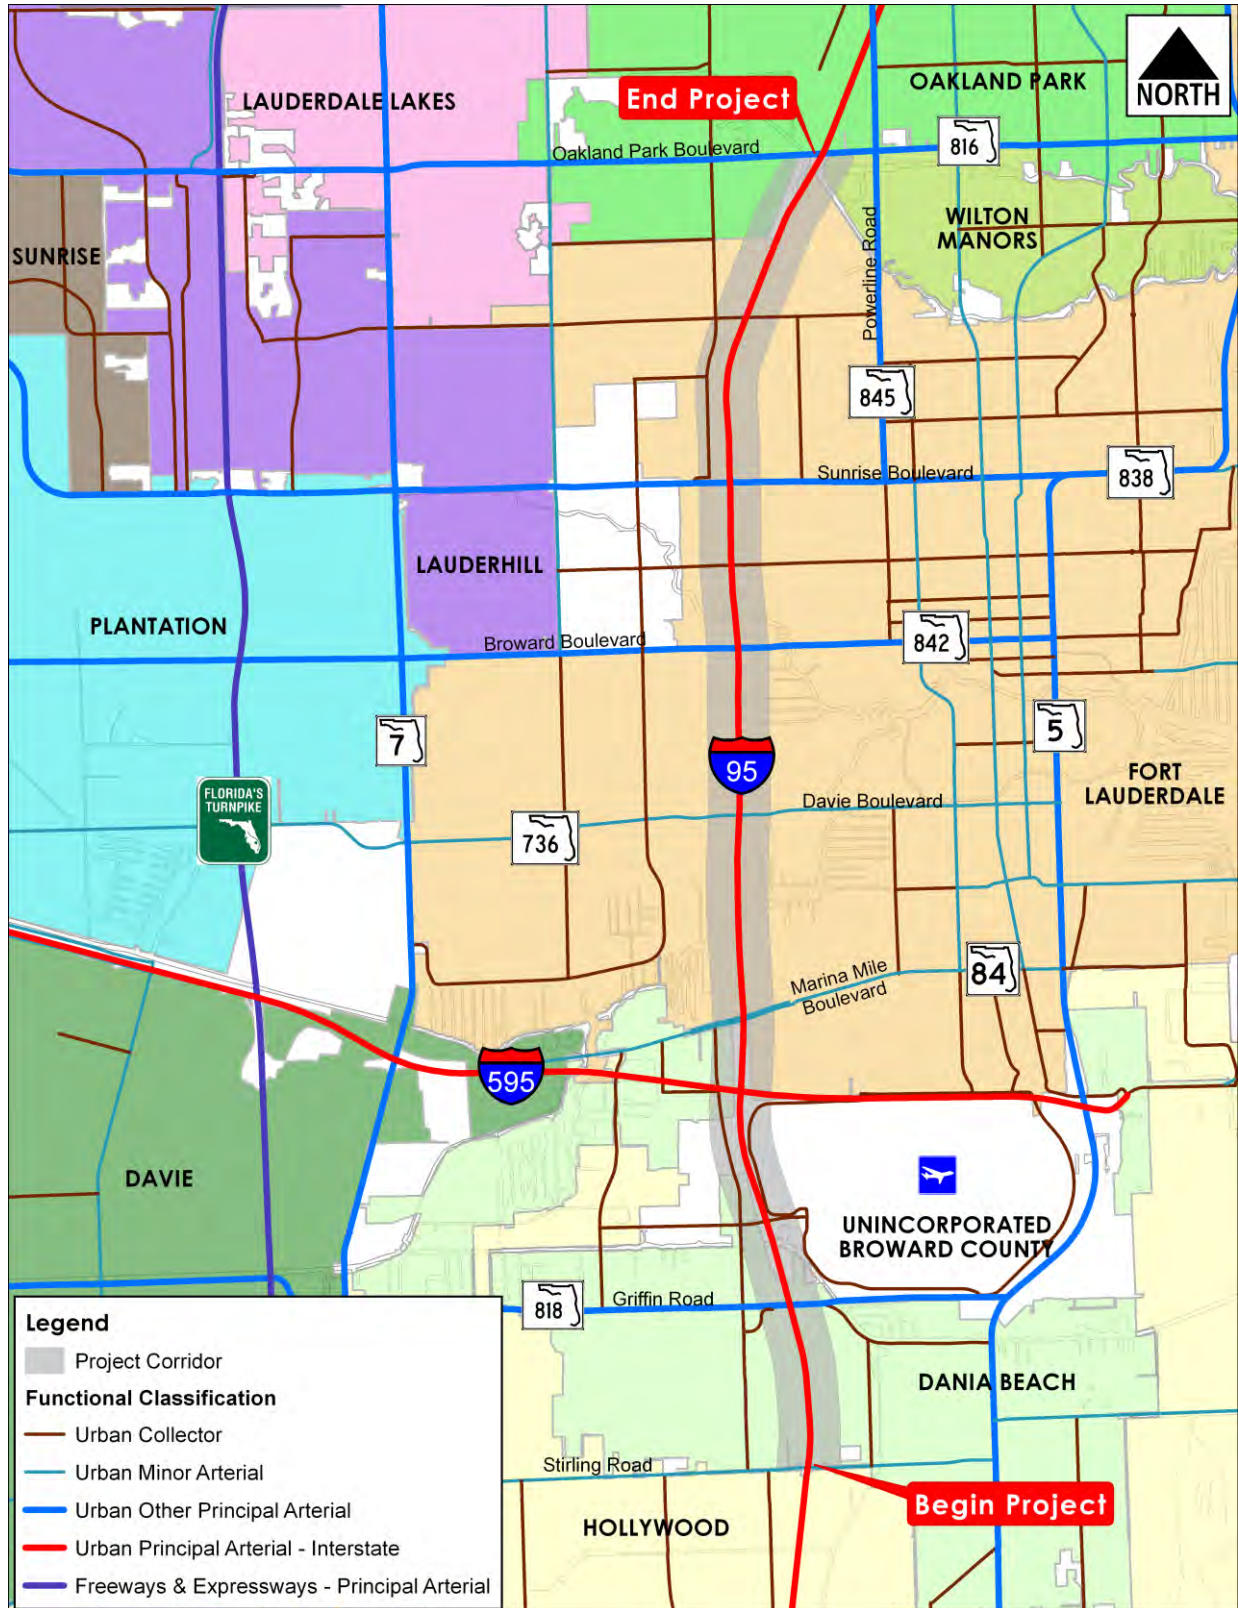 NORTH
OAKLAND PARK
LAUDERDALE LAKES
End Project
Oakland Park Boulevard
816
SUNRISE
WILTON
MANORS
Powerline Road
845
Sunrise Boulevard
838
LAUDERHILL
PLANTATION
Broward Boulevard
842
7
5
95
FORT
LAUDERDALE
FLORIDA'S
TURNPIKE
Davie Boulevard
736
Marina Mile
Boulevard
84
595
DAVIE
UNINCORPORATED
BROWARD COUNTY
818
Griffin Road
DANIA BEACH
Stirling Road
Begin Project
HOLLYWOOD
Legend
Project Corridor
Functional Classification
Urban Collector
Urban Minor Arterial
Urban Other Principal Arterial
Urban Principal Arterial - Interstate
Freeways & Expressways - Principal Arterial